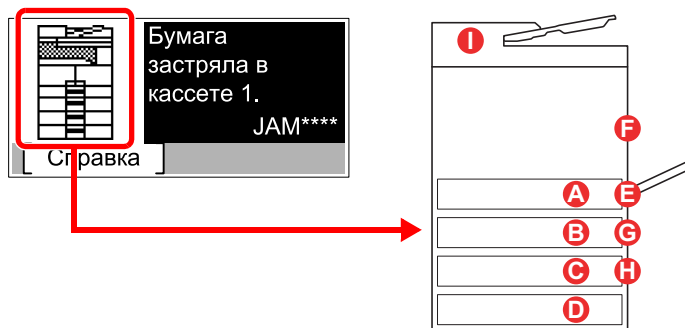 Бумага
застряла в
кассете 1.
JAM****
Справка
I
F
A
E
B
G
C
H
D